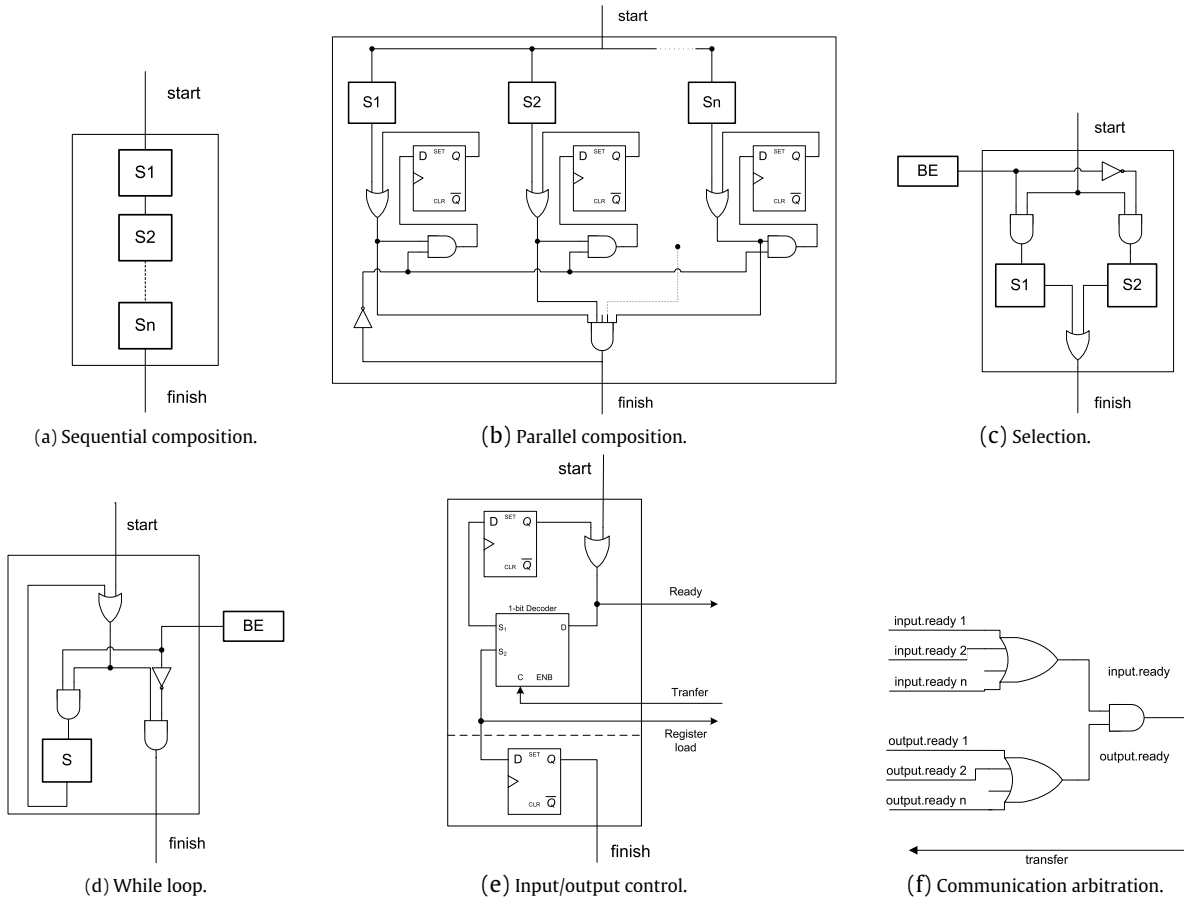 start
S1
S2
Sn
finish
(a) Sequential composition.
start
S1
S2
Sn
D SET Q
CLR Q
D SET Q
CLR Q
D SET Q
CLR Q
finish
(b) Parallel composition.
start
BE
S1
S2
finish
(c) Selection.
start
BE
S
finish
(d) While loop.
start
D SET Q
CLR Q
Ready
1-bit Decoder
S1 D
S2
C ENB
Tranfer
Register
load
D SET Q
CLR Q
finish
(e) Input/output control.
input.ready 1
input.ready 2
input.ready n
input.ready
output.ready 1
output.ready 2
output.ready n
output.ready
transfer
(f) Communication arbitration.